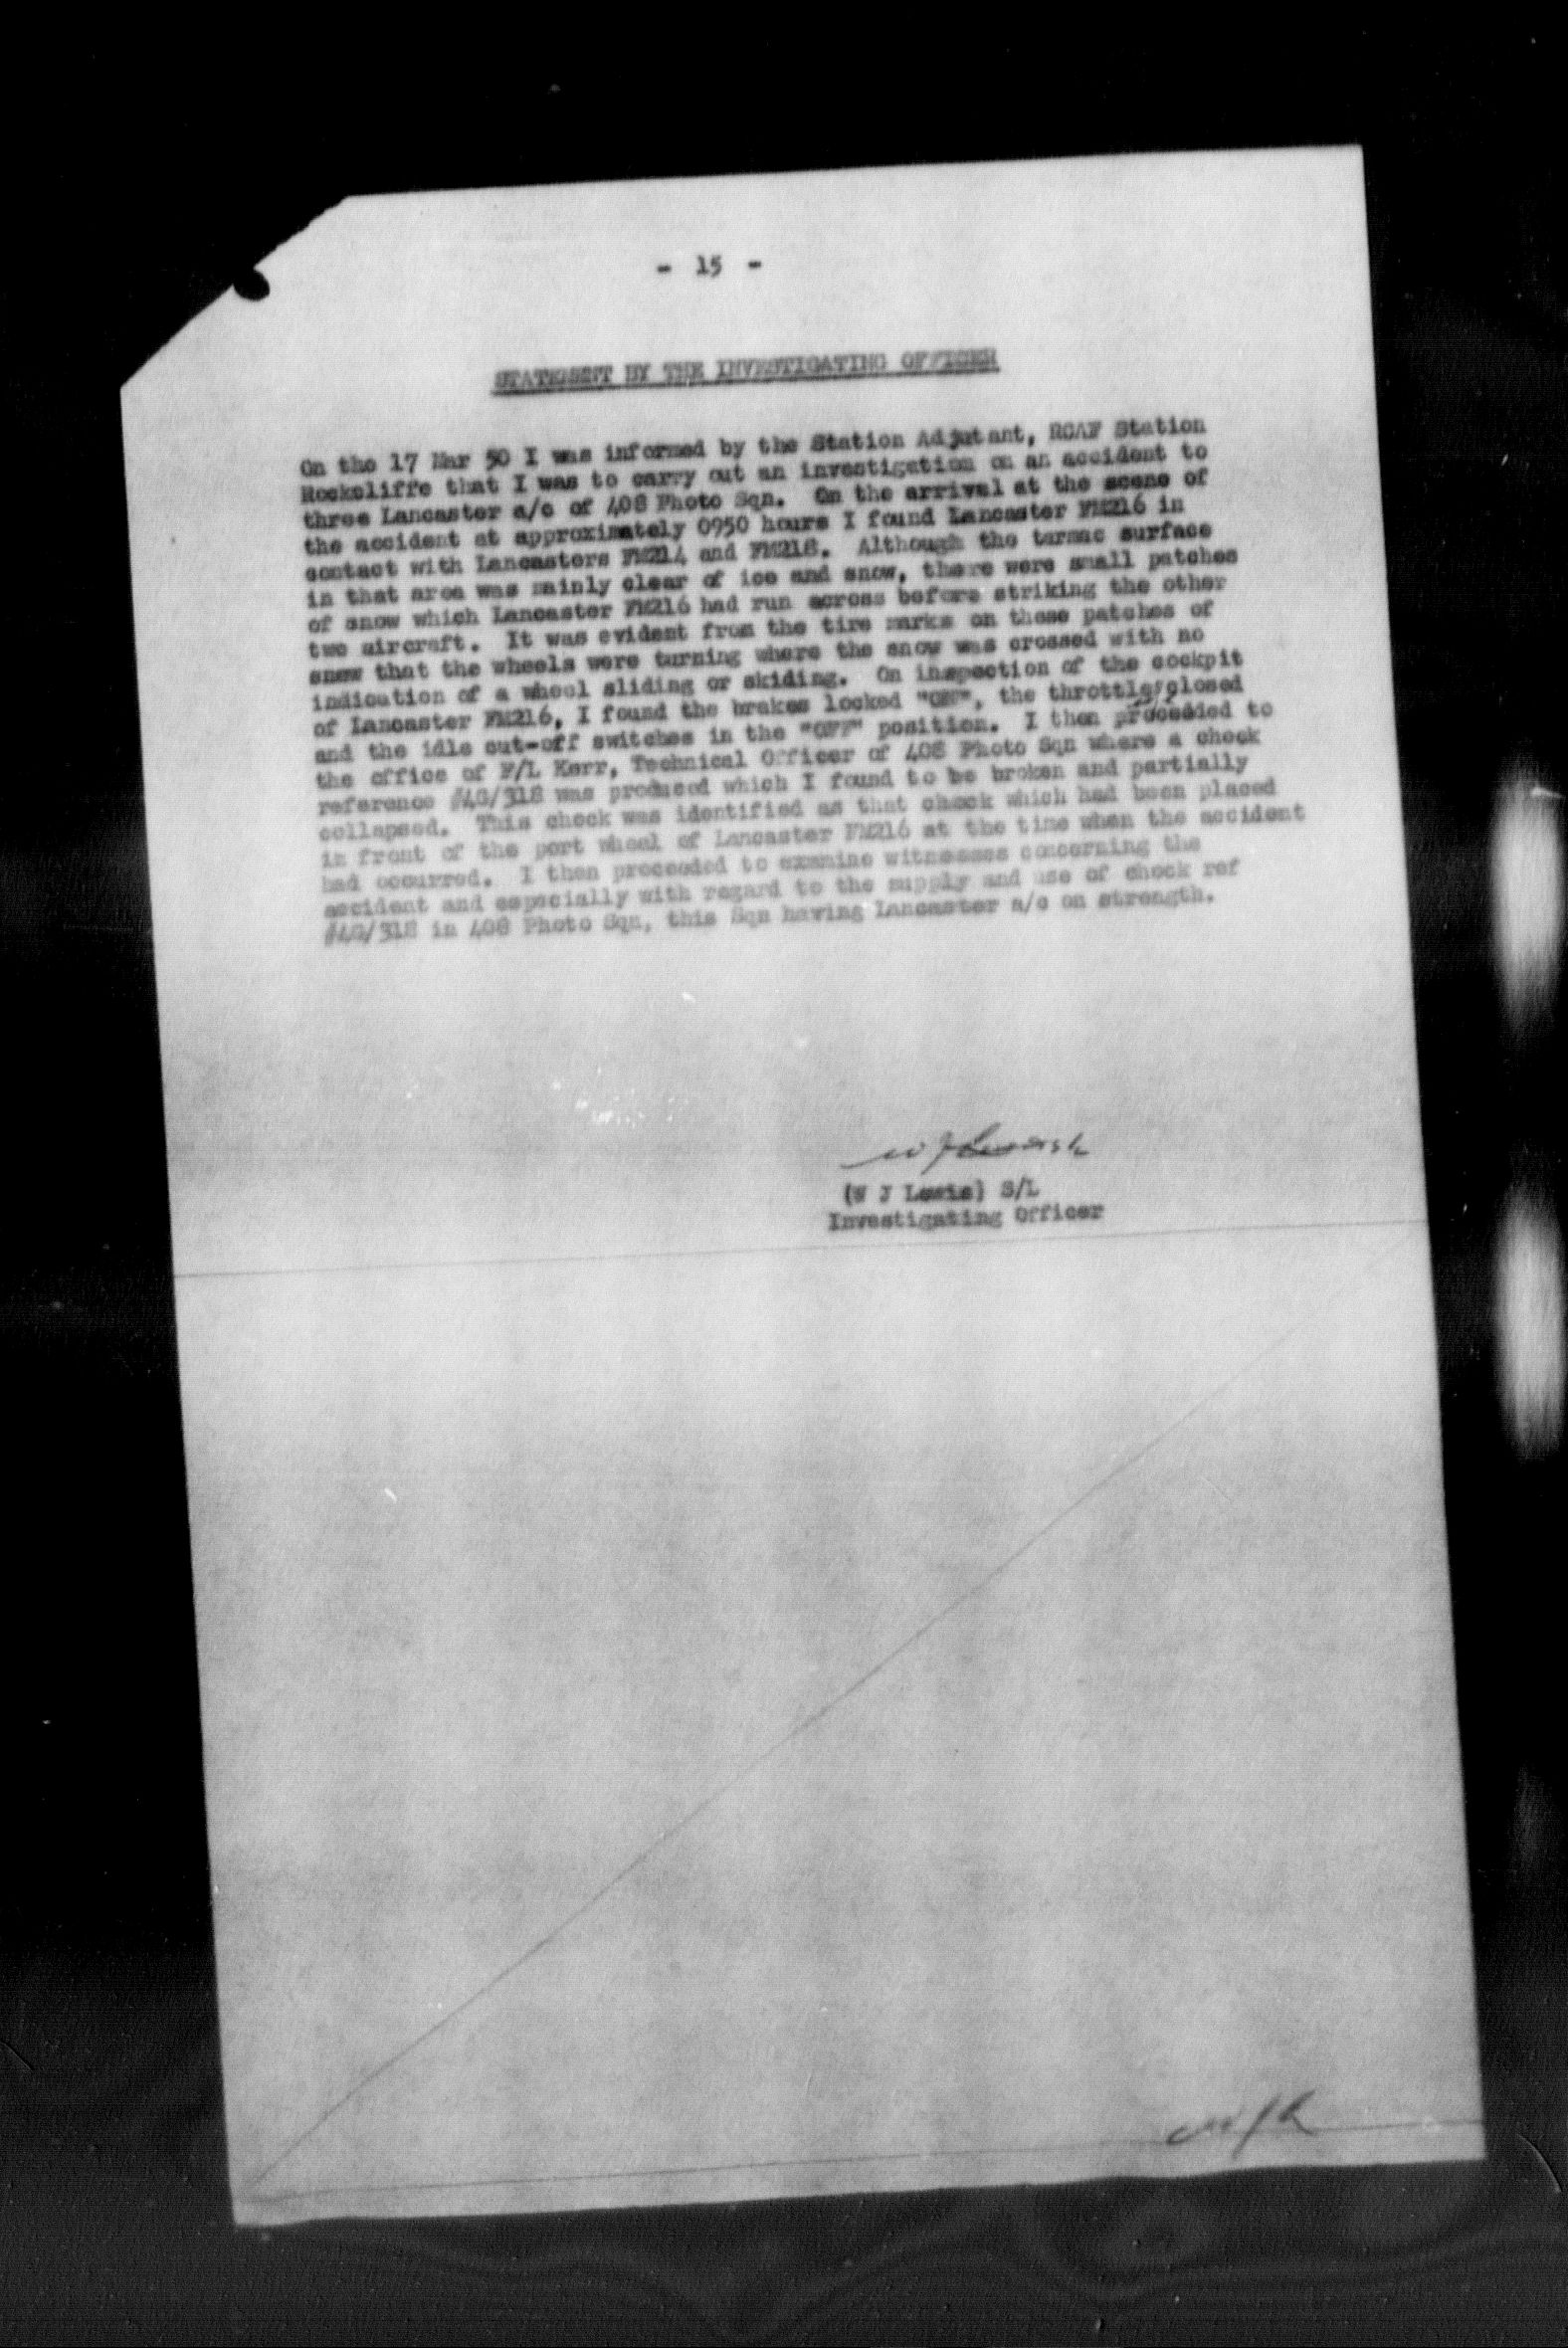 - 15 -
STATEMENT BY THE INVESTIGATING OFFICER
On the 17 Mar 50 I was informed by the Station Adjutant, RCAF Station
Rockcliffe that I was to carry out an investigation on an accident to
three Lancaster a/c of 408 Photo Sqn. On the arrival at the scene of
the accident at approximately 0950 hours I found Lancaster FM216 in
contact with Lancasters FM214 and FM218. Although the tarmac surface
in that area was mainly clear of ice and snow, there were small patches
of snow which Lancaster FM216 had run across before striking the other
two aircraft. It was evident from the tire marks on these patches of
snow that the wheels were turning where the snow was crossed with no
indication of a wheel sliding or skiding. On inspection of the cockpit
of Lancaster FM216, I found the brakes locked "ON", the throttles closed
and the idle cut-off switches in the "OFF" position. I then proceeded to
the office of F/L Kerr, Technical Officer of 408 Photo Sqn where a chock
reference #4G/318 was produced which I found to be broken and partially
collapsed. This chock was identified as that chock which had been placed
in front of the port wheel of Lancaster FM216 at the time when the accident
had occurred. I then proceeded to examine witnesses concerning the
accident and especially with regard to the supply and use of chock ref
#4G/318 in 408 Photo Sqn, this Sqn having Lancaster a/c on strength.
(W J Lewis) S/L
Investigating Officer